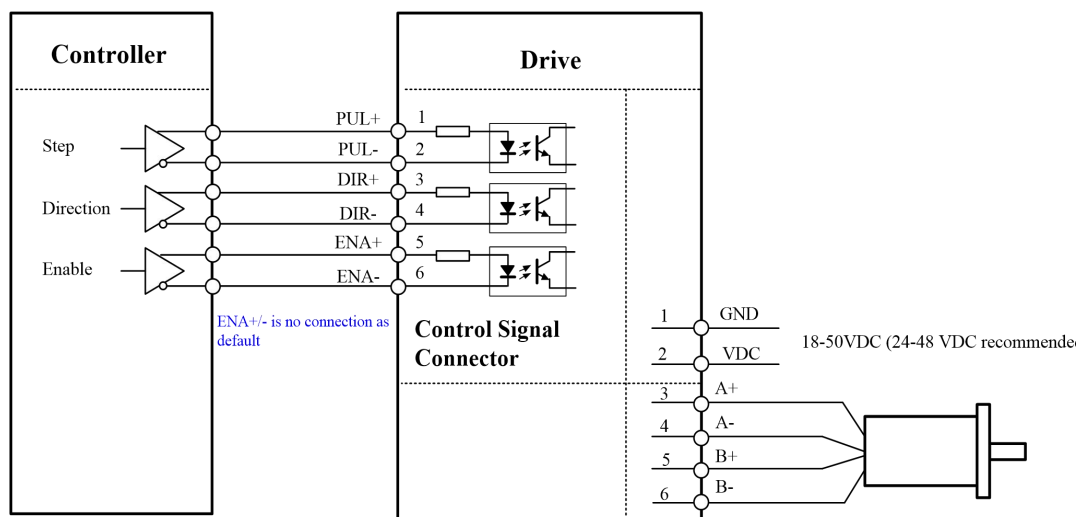 Controller
Drive
Step
Direction
Enable
PUL+
PUL-
DIR+
DIR-
ENA+
ENA-
1
2
3
4
5
6
ENA+/- is no connection as
default
Control Signal
Connector
1 GND
2 VDC
18-50VDC (24-48 VDC recommende
3 A+
4 A-
5 B+
6 B-